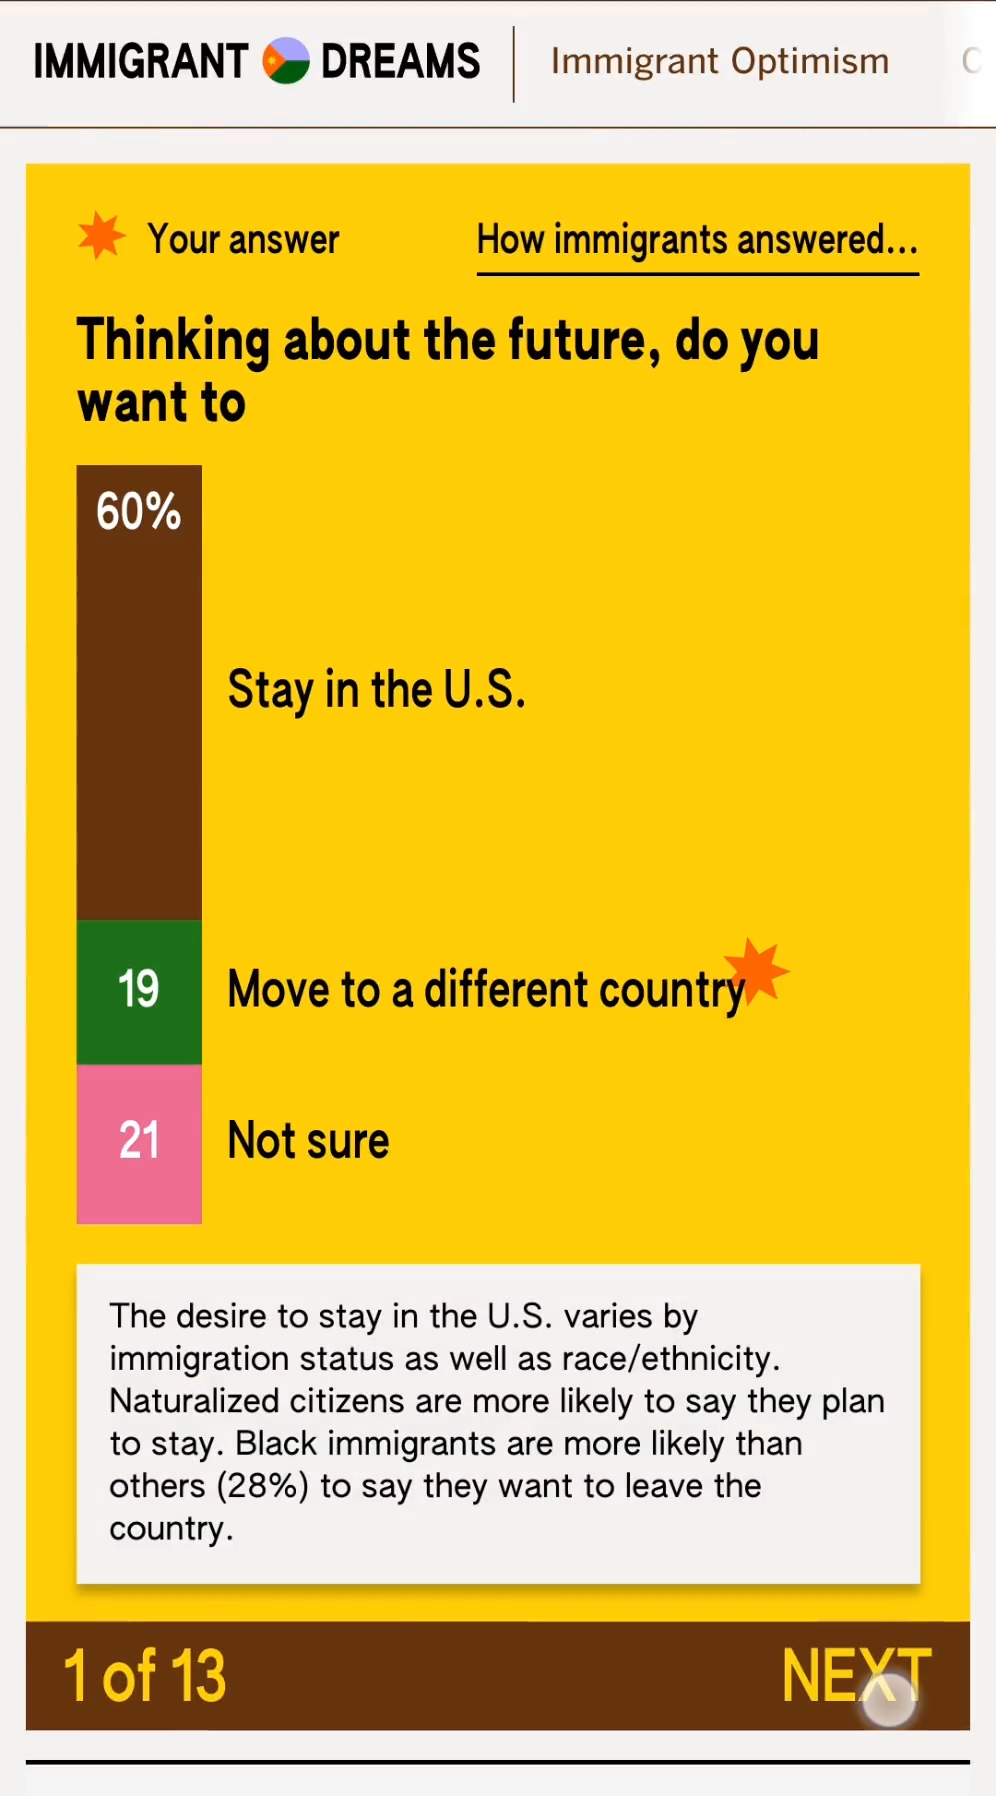 IMMIGRANT DREAMS
Immigrant Optimism
Your answer
How immigrants answered...
Thinking about the future, do you
want to
60%
Stay in the U.S.
19
Move to a different country
21
Not sure
The desire to stay in the U.S. varies by
immigration status as well as race/ethnicity.
Naturalized citizens are more likely to say they plan
to stay. Black immigrants are more likely than
others (28%) to say they want to leave the
country.
1 of 13
NEXT